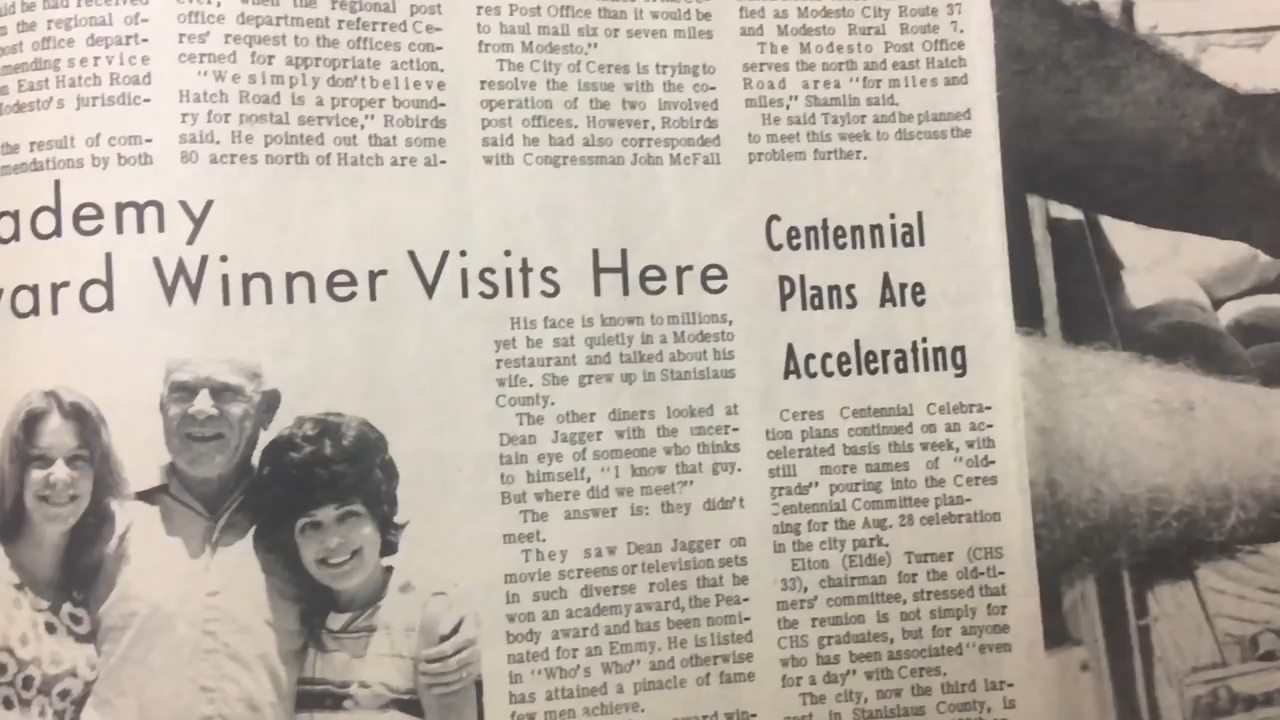 uld he had received
n the regional of-
post office depart-
mending service
n East Hatch Road
Modesto's jurisdic-
the result of com-
mendations by both
the regional post
office department referred Ce-
res' request to the offices con-
cerned for appropriate action.
"We simply don't believe
Hatch Road is a proper bound-
ry for postal service," Robirds
said. He pointed out that some
80 acres north of Hatch are al-
res Post Office than it would be
to haul mail six or seven miles
from Modesto."
The City of Ceres is trying to
resolve the issue with the co-
operation of the two involved
post offices. However, Robirds
said he had also corresponded
with Congressman John McFall
fied as Modesto City Route 37
and Modesto Rural Route 7.
The Modesto Post Office
serves the north and east Hatch
Road area "for miles and
miles," Shamlin said.
He said Taylor and he planned
to meet this week to discuss the
problem further.
ademy
ard Winner Visits Here
His face is known to millions,
yet he sat quietly in a Modesto
restaurant and talked about his
wife. She grew up in Stanislaus
County.
The other diners looked at
Dean Jagger with the uncer-
tain eye of someone who thinks
to himself, "I know that guy.
But where did we meet?"
The answer is: they didn't
meet.
They saw Dean Jagger on
movie screens or television sets
in such diverse roles that he
won an academy award, the Pea-
body award and has been nomi-
nated for an Emmy. He is listed
in "Who's Who" and otherwise
has attained a pinacle of fame
few men achieve.
award win-
Centennial
Plans Are
Accelerating
Ceres Centennial Celebra-
tion plans continued on an ac-
celerated basis this week, with
still more names of "old-
grads" pouring into the Ceres
Centennial Committee plan-
ning for the Aug. 28 celebration
in the city park.
Elton (Eldie) Turner (CHS
'33), chairman for the old-ti-
mers' committee, stressed that
the reunion is not simply for
CHS graduates, but for anyone
who has been associated "even
for a day" with Ceres.
The city, now the third lar-
gest in Stanislaus County, is